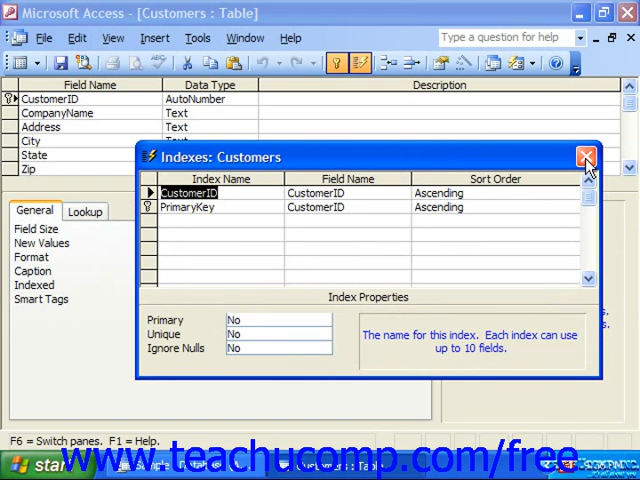 Microsoft Access - [Customers : Table]
File Edit View Insert Tools Window Help
Type a question for help
Field Name Data Type Description
CustomerID AutoNumber
CompanyName Text
Address Text
City Text
State
Zip
Indexes: Customers
Index Name Field Name Sort Order
CustomerID CustomerID Ascending
PrimaryKey CustomerID Ascending
Index Properties
Primary No
Unique No
Ignore Nulls No
The name for this index. Each index can use
up to 10 fields.
General Lookup
Field Size
New Values
Format
Caption
Indexed
Smart Tags
F6 = Switch panes. F1 = Help.
www.teachucomp.com/free
start